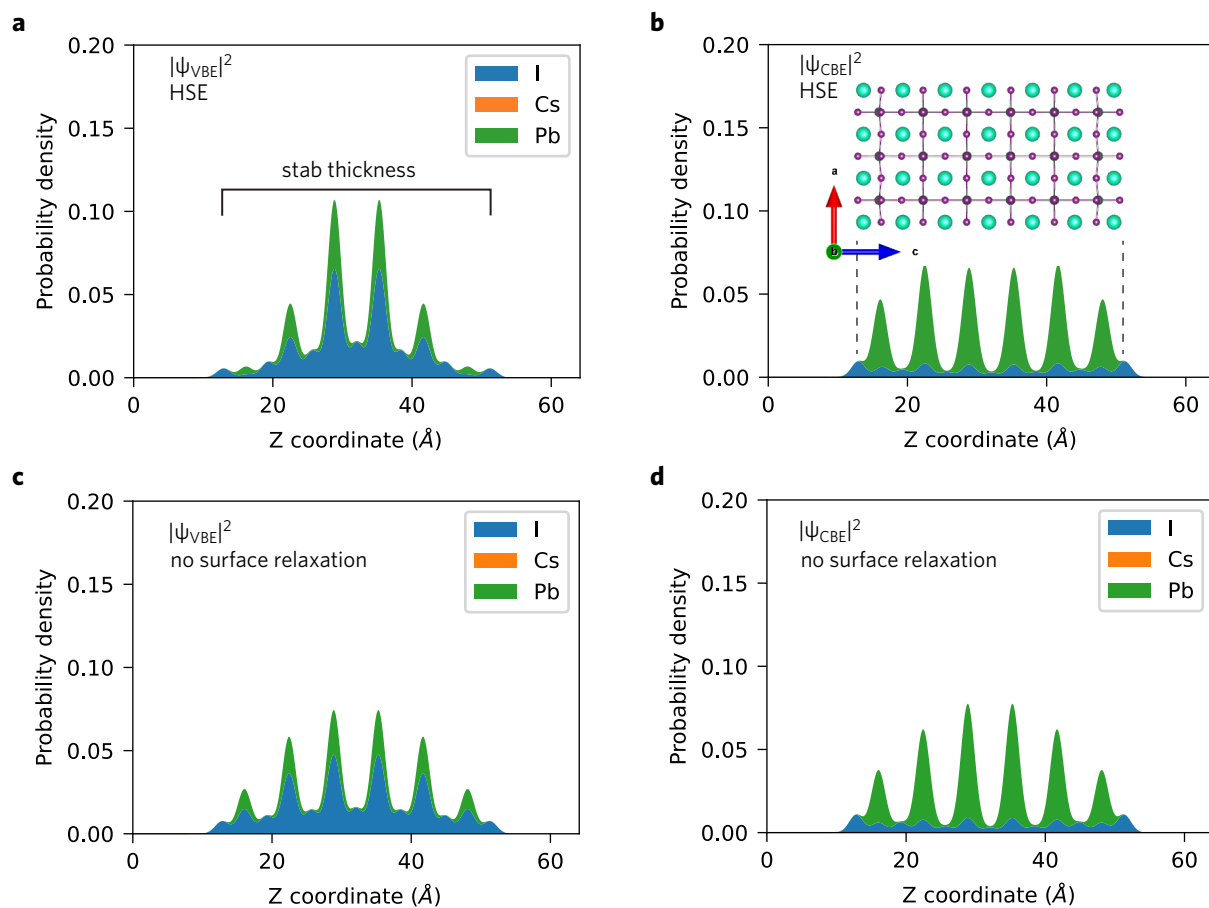 a
0.20
0.15
0.10
0.05
0.00
Probability density
|ψVBE|²
HSE
I
Cs
Pb
stab thickness
0
20
40
60
Z coordinate (Å)
b
0.20
0.15
0.10
0.05
0.00
Probability density
|ψCBE|²
HSE
a
b
c
0
20
40
60
Z coordinate (Å)
c
0.20
0.15
0.10
0.05
0.00
Probability density
|ψVBE|²
no surface relaxation
I
Cs
Pb
0
20
40
60
Z coordinate (Å)
d
0.20
0.15
0.10
0.05
0.00
Probability density
|ψCBE|²
no surface relaxation
I
Cs
Pb
0
20
40
60
Z coordinate (Å)